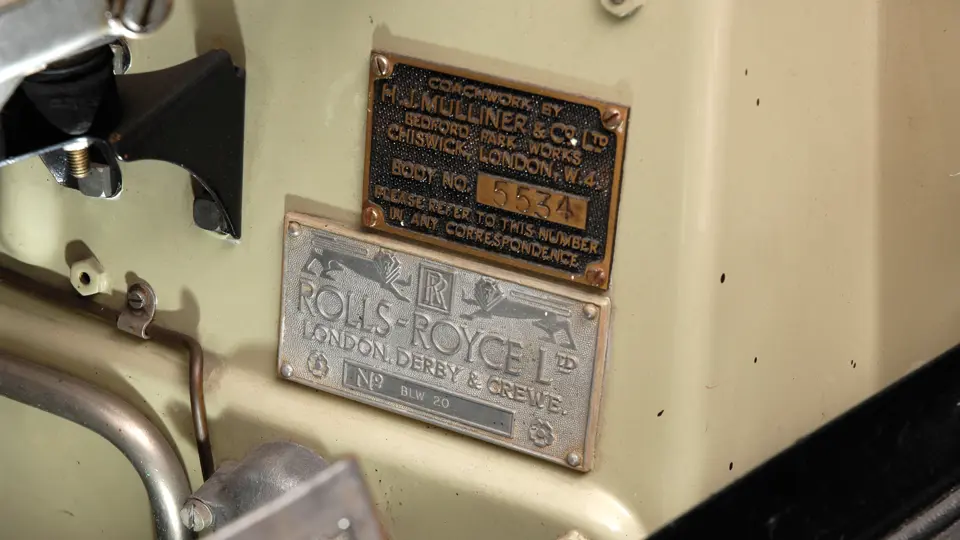 COACHWORK BY
H.J.MULLINER & Co. LTD
BEDFORD PARK WORKS
CHISWICK, LONDON. W.4.
BODY NO. 5534
PLEASE REFER TO THIS NUMBER
IN ANY CORRESPONDENCE
RR
ROLLS-ROYCE LTD
LONDON, DERBY & CREWE.
No BLW 20